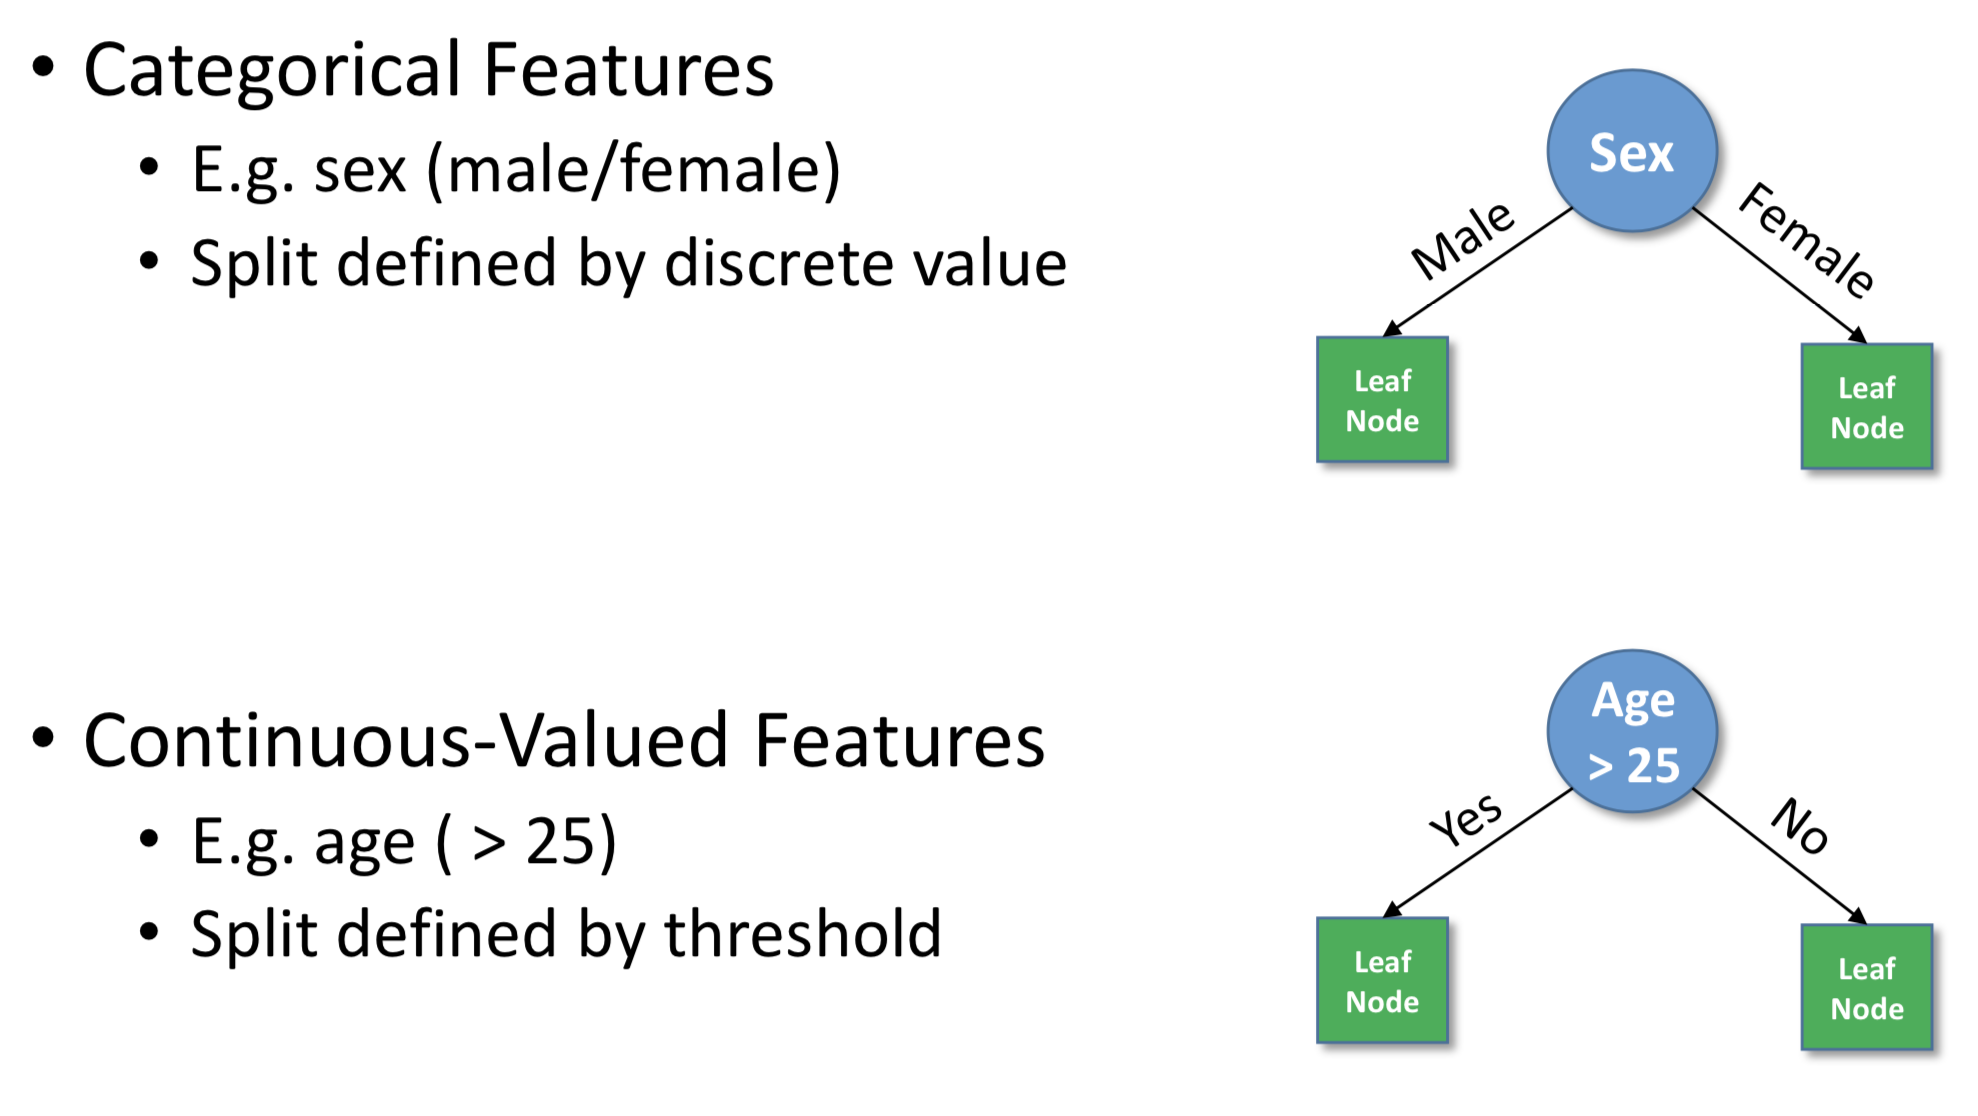 • Categorical Features
• E.g. sex (male/female)
• Split defined by discrete value
Sex
Male
Female
Leaf
Node
Leaf
Node
• Continuous-Valued Features
• E.g. age ( > 25)
• Split defined by threshold
Age
> 25
Yes
No
Leaf
Node
Leaf
Node